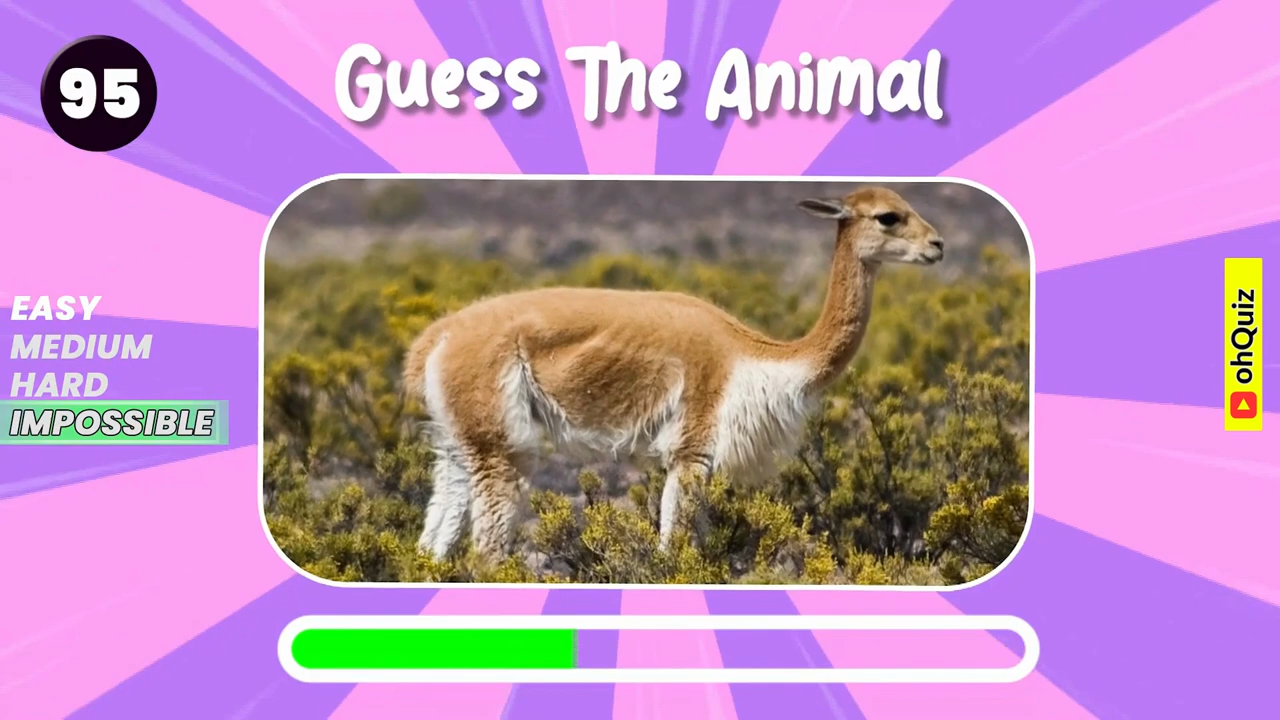 95
Guess The Animal
EASY
MEDIUM
HARD
IMPOSSIBLE
ohQuiz